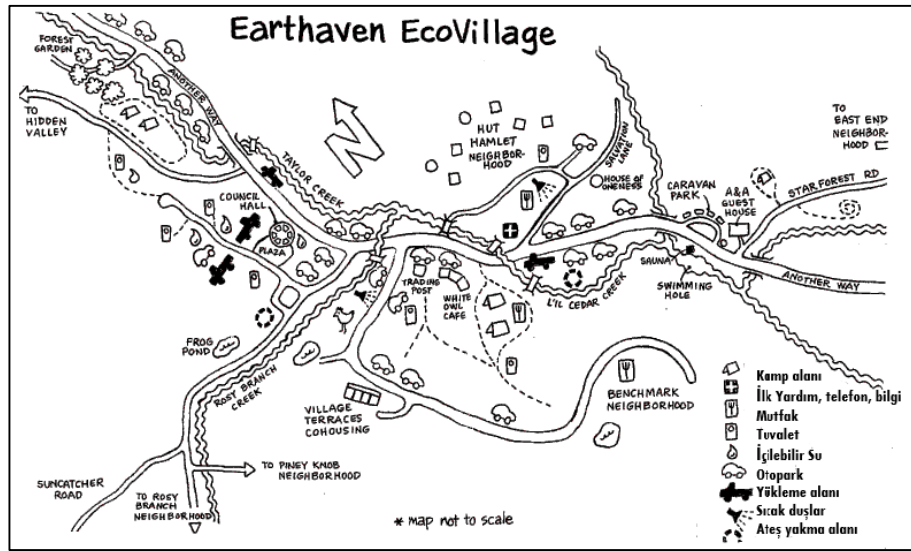 Earthaven EcoVillage
FOREST
GARDEN
ANOTHER WAY
TO
HIDDEN
VALLEY
TAYLOR CREEK
N
HUT
HAMLET
NEIGHBOR-
HOOD
SALVATION
LANE
HOUSE OF
ONENESS
TO
EAST END
NEIGHBOR-
HOOD
CARAVAN
PARK
A&A
GUEST
HOUSE
STAR FOREST RD
COUNCIL
HALL
PLAZA
TRADING
POST
WHITE
OWL
CAFE
L'IL CEDAR CREEK
SAUNA
SWIMMING
HOLE
ANOTHER WAY
FROG
POND
ROSY BRANCH
CREEK
VILLAGE
TERRACES
COHOUSING
BENCHMARK
NEIGHBORHOOD
SUNCATCHER
ROAD
TO PINEY KNOB
NEIGHBORHOOD
TO ROSY
BRANCH
NEIGHBORHOOD
* map not to scale
Kamp alanı
İlk Yardım, telefon, bilgi
Mutfak
Tuvalet
İçilebilir Su
Otopark
Yükleme alanı
Sıcak duşlar
Ateş yakma alanı